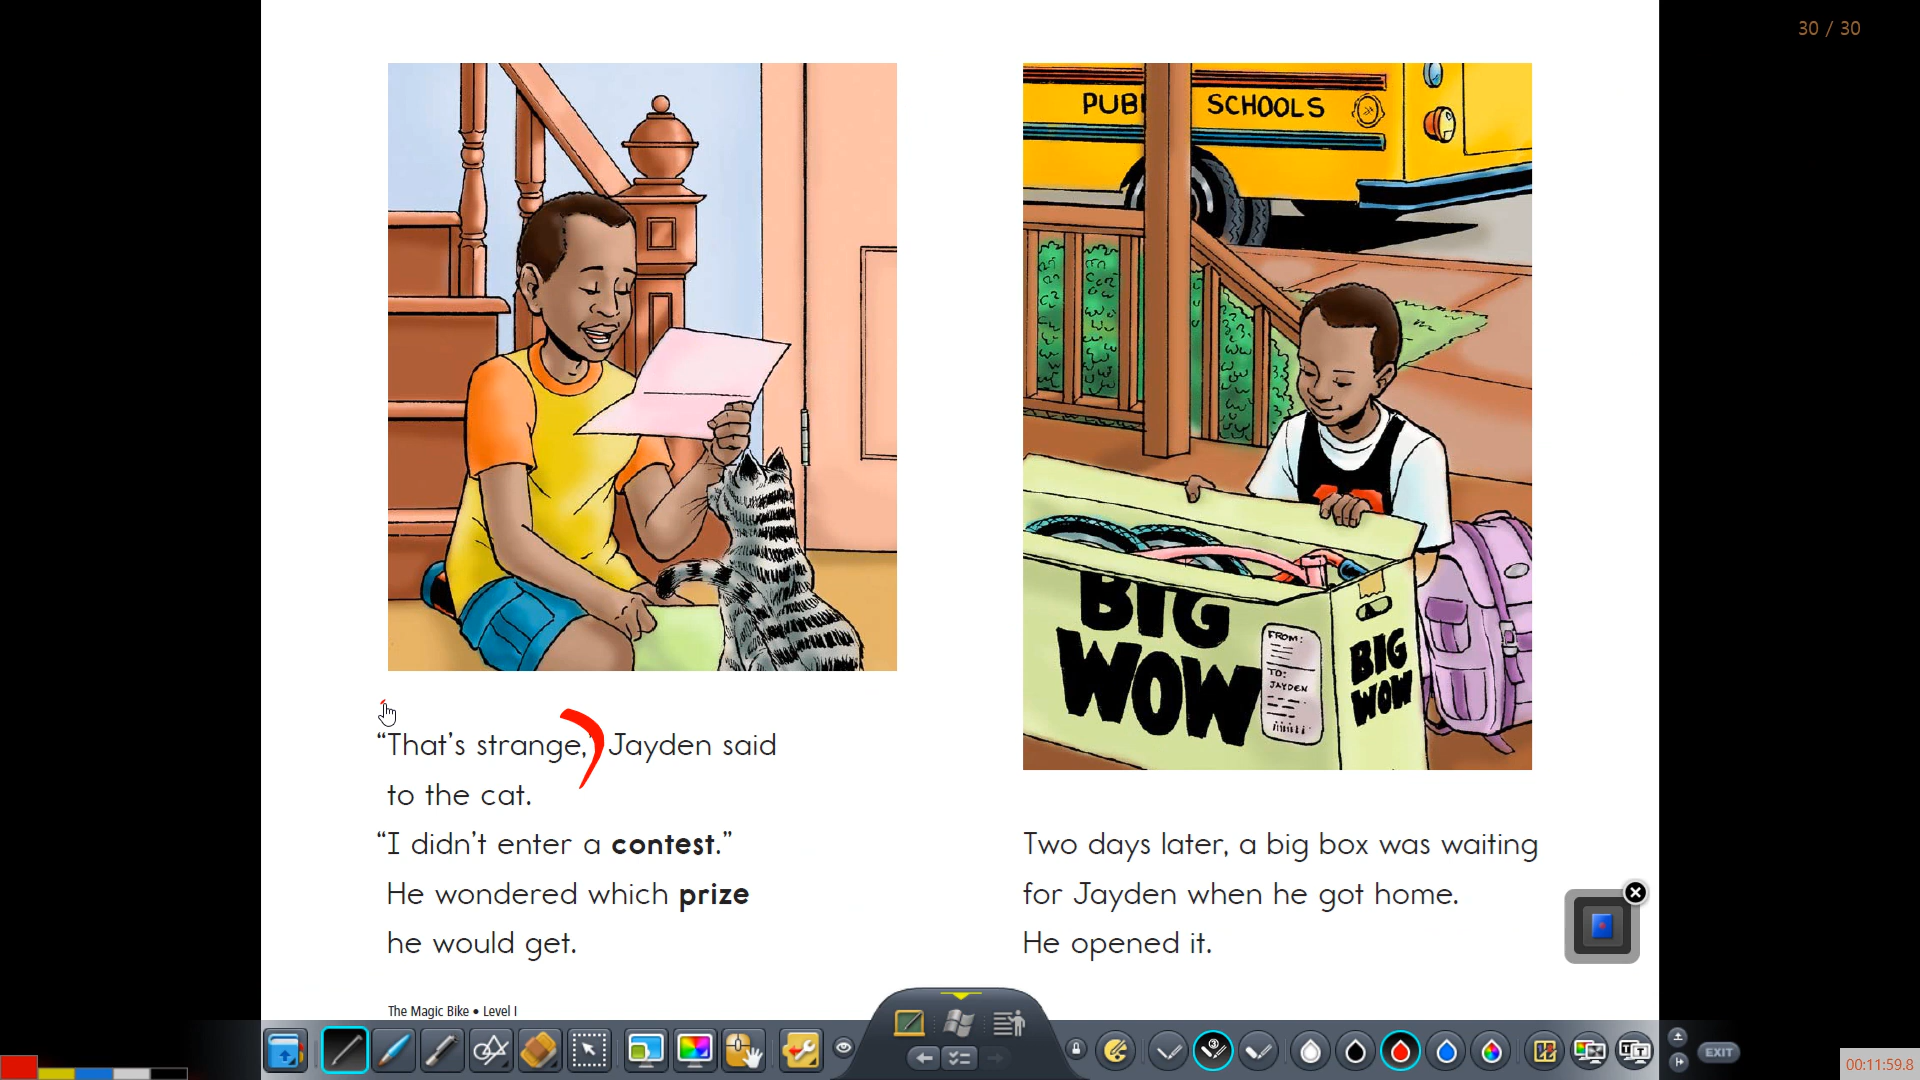 30 / 30
PUB SCHOOLS
BIG
WOW
FROM:
TO:
JAYDEN
BIG
WOW
“That’s strange,” Jayden said
to the cat.
“I didn’t enter a contest.”
He wondered which prize
he would get.
Two days later, a big box was waiting
for Jayden when he got home.
He opened it.
The Magic Bike • Level I
EXIT
00:11:59.8